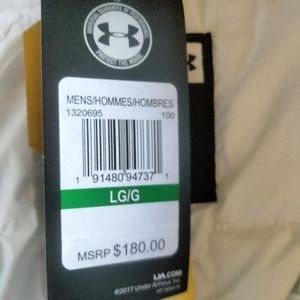 MENS/HOMMES/HOMBRES
1320695 100
1 91480 94737 1
LG/G
MSRP $180.00
UA.COM
©2017 Under Armour, Inc.